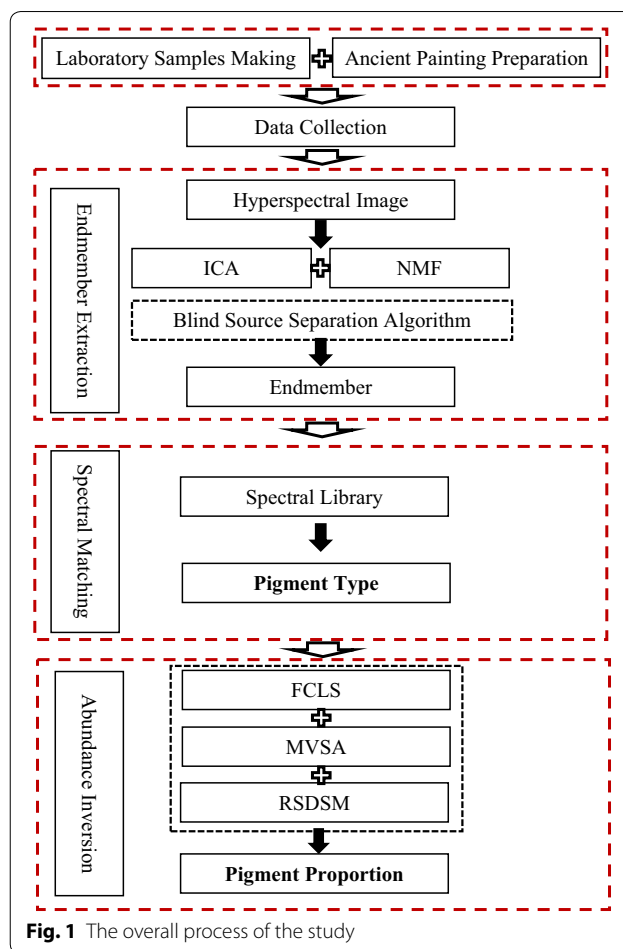 Laboratory Samples Making
Ancient Painting Preparation
Data Collection
Endmember Extraction
Hyperspectral Image
ICA
NMF
Blind Source Separation Algorithm
Endmember
Spectral Matching
Spectral Library
Pigment Type
Abundance Inversion
FCLS
MVSA
RSDSM
Pigment Proportion
Fig. 1 The overall process of the study